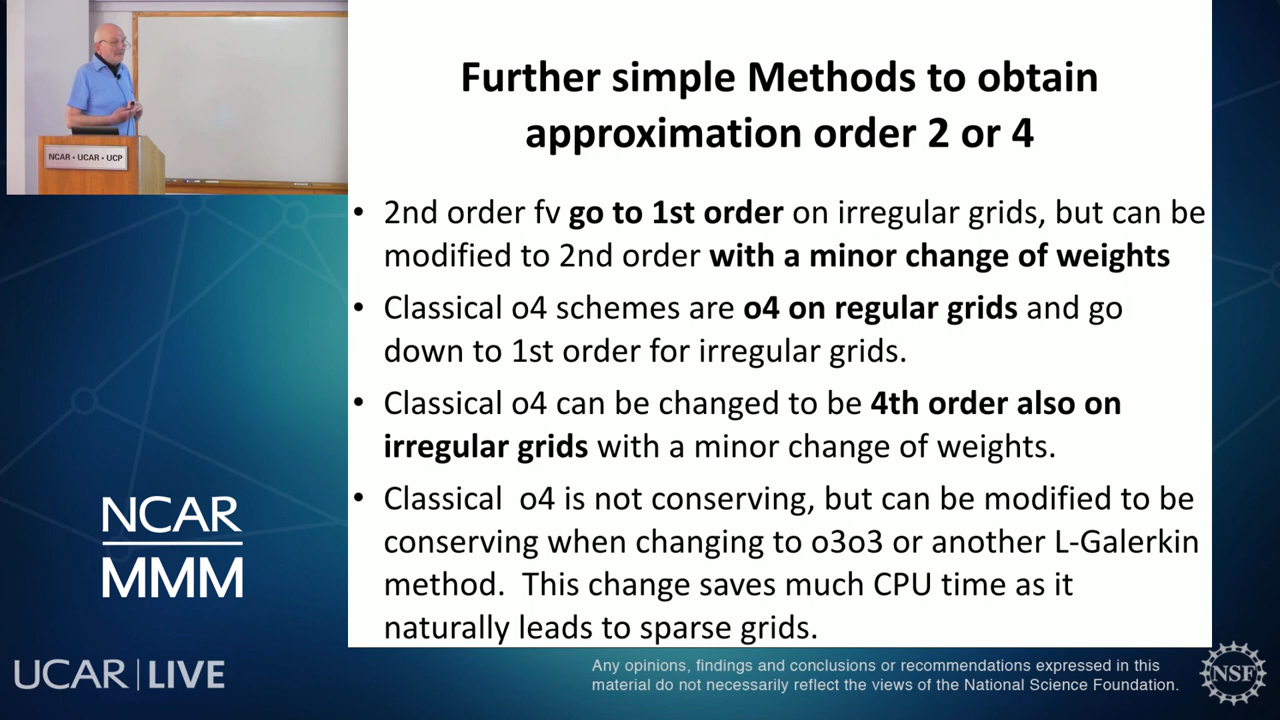 NCAR • UCAR • UCP
Further simple Methods to obtain
approximation order 2 or 4
• 2nd order fv go to 1st order on irregular grids, but can be
modified to 2nd order with a minor change of weights
• Classical o4 schemes are o4 on regular grids and go
down to 1st order for irregular grids.
• Classical o4 can be changed to be 4th order also on
irregular grids with a minor change of weights.
• Classical  o4 is not conserving, but can be modified to be
conserving when changing to o3o3 or another L-Galerkin
method.  This change saves much CPU time as it
naturally leads to sparse grids.
NCAR
MMM
UCAR | LIVE
Any opinions, findings and conclusions or recommendations expressed in this
material do not necessarily reflect the views of the National Science Foundation.
NSF